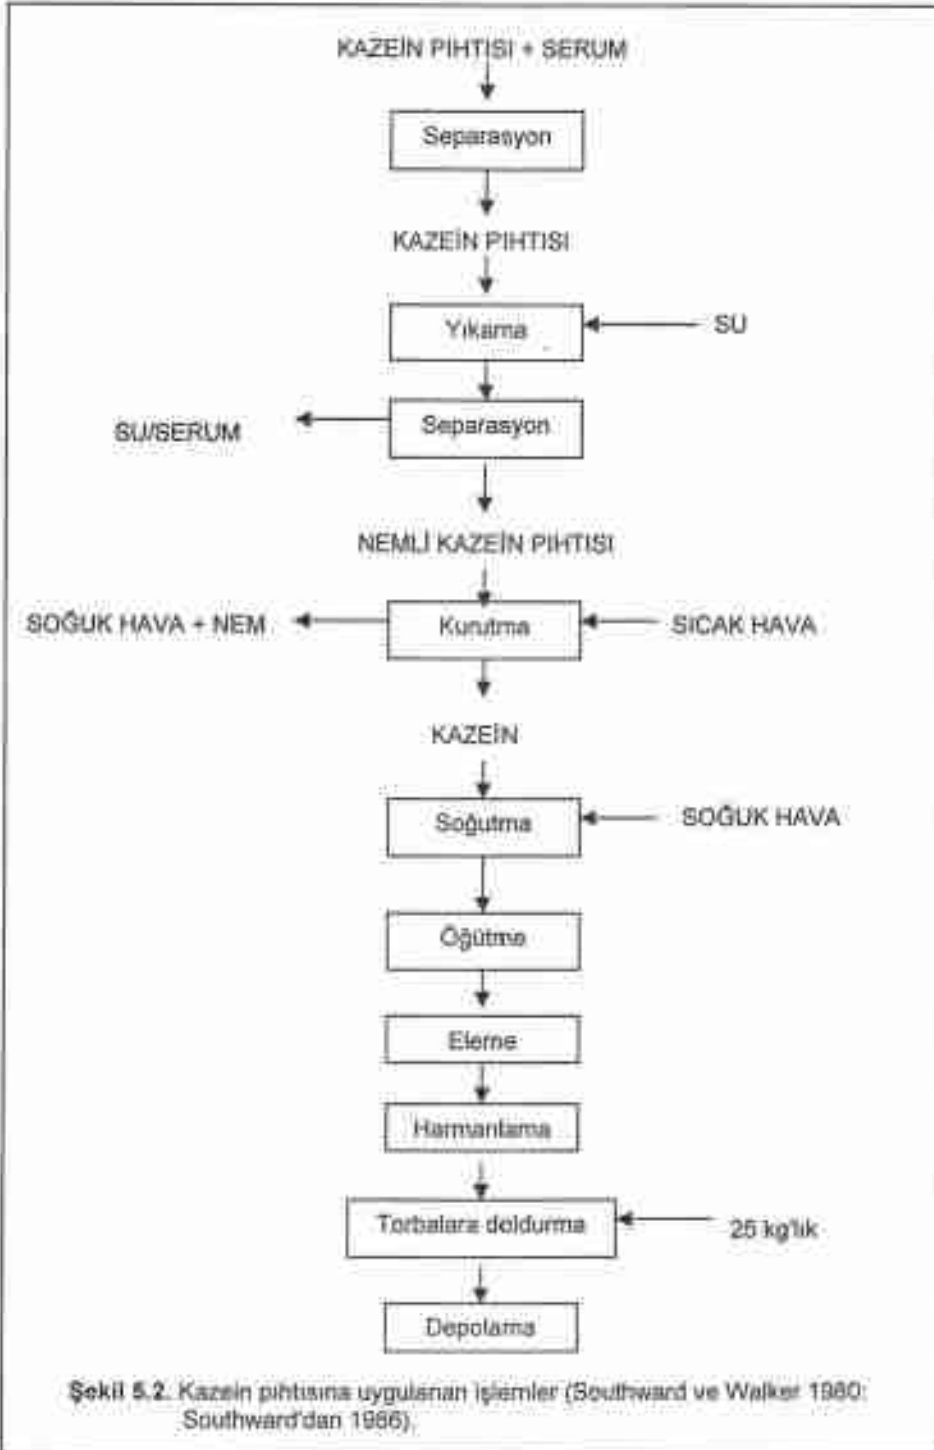 KAZEİN PIHTISI + SERUM
Separasyon
KAZEİN PIHTISI
Yıkama
SU
Separasyon
SU/SERUM
NEMLİ KAZEİN PIHTISI
SOĞUK HAVA + NEM
Kurutma
SICAK HAVA
KAZEİN
Soğutma
SOĞUK HAVA
Öğütme
Eleme
Harmanlama
Torbalara doldurma
25 kg'lık
Depolama
Şekil 5.2. Kazein pıhtısına uygulanan işlemler (Southward ve Walker 1980:
Southward'dan 1986).